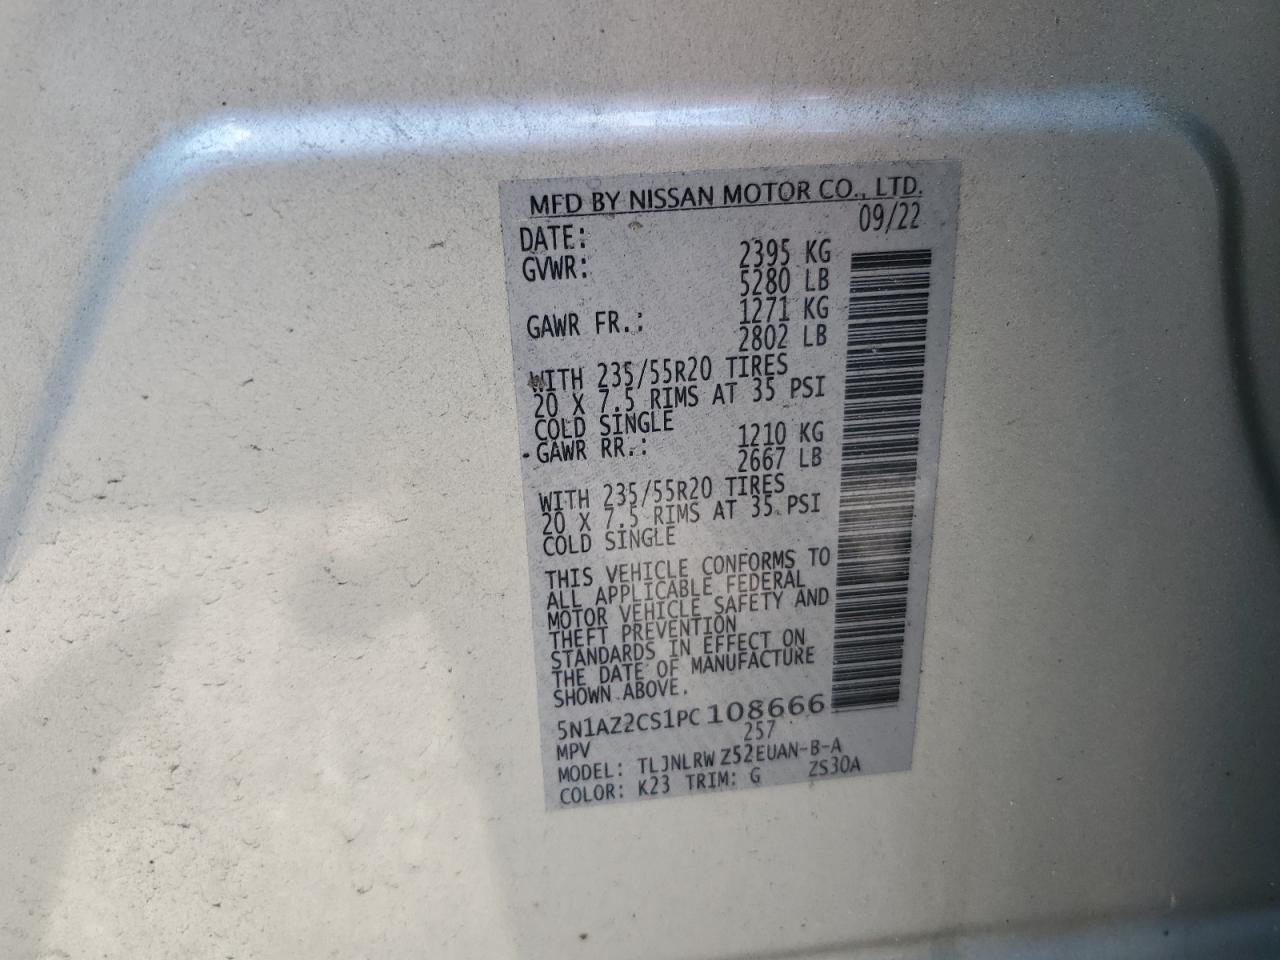 MFD BY NISSAN MOTOR CO., LTD.
DATE: 09/22
GVWR: 2395 KG
5280 LB
GAWR FR.: 1271 KG
2802 LB
WITH 235/55R20 TIRES
20 X 7.5 RIMS AT 35 PSI
COLD SINGLE
GAWR RR.: 1210 KG
2667 LB
WITH 235/55R20 TIRES
20 X 7.5 RIMS AT 35 PSI
COLD SINGLE
THIS VEHICLE CONFORMS TO
ALL APPLICABLE FEDERAL
MOTOR VEHICLE SAFETY AND
THEFT PREVENTION
STANDARDS IN EFFECT ON
THE DATE OF MANUFACTURE
SHOWN ABOVE.
5N1AZ2CS1PC108666
MPV 257
MODEL: TLJNLRW Z52EUAN-B-A
COLOR: K23 TRIM: G ZS30A